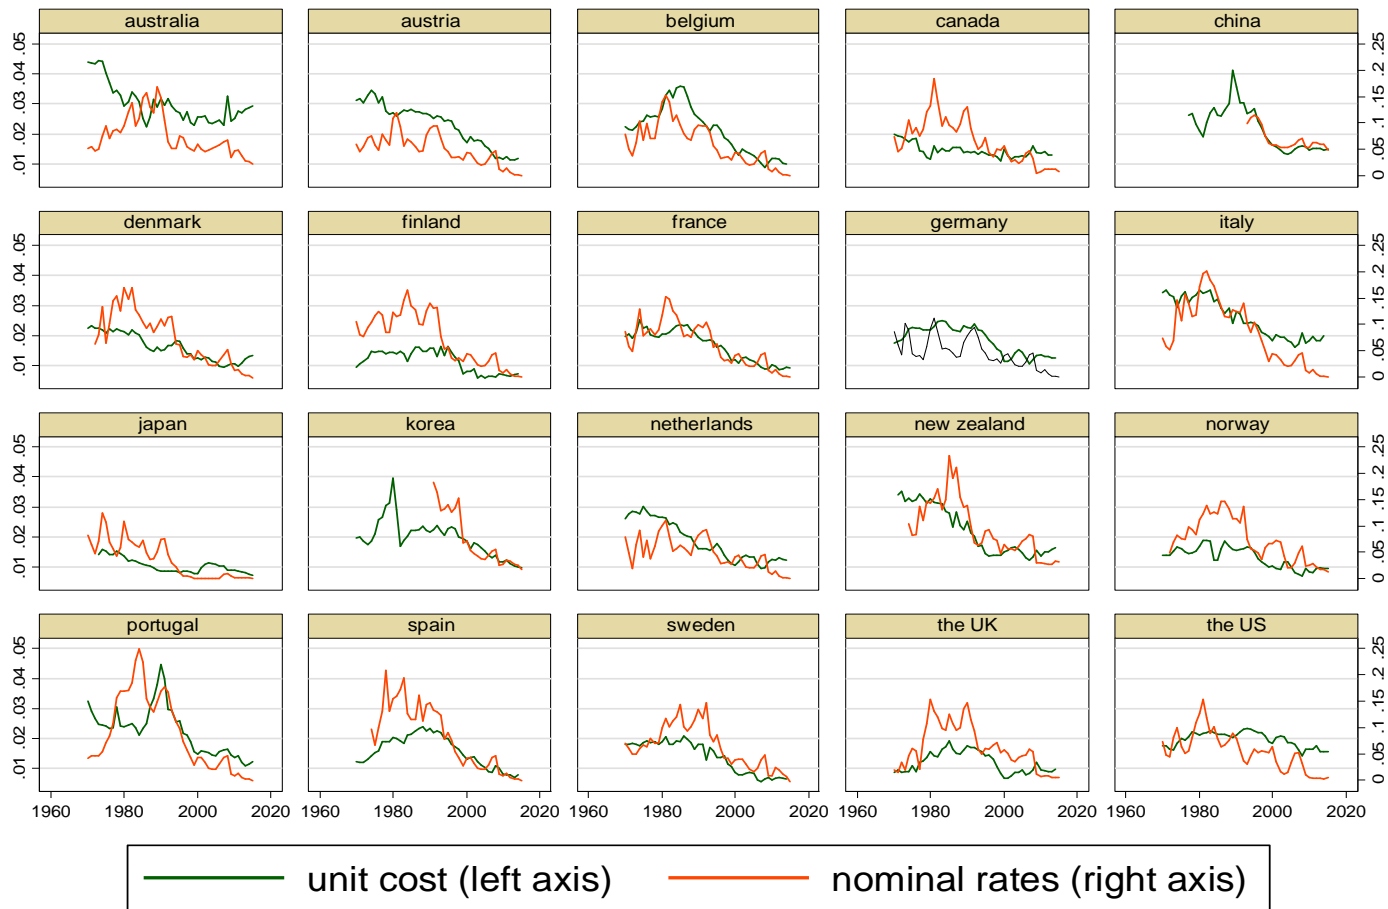 australia austria belgium canada china
.01 .02 .03 .04 .05
0 .05 .1 .15 .2 .25
denmark finland france germany italy
.01 .02 .03 .04 .05
0 .05 .1 .15 .2 .25
japan korea netherlands new zealand norway
.01 .02 .03 .04 .05
0 .05 .1 .15 .2 .25
portugal spain sweden the UK the US
.01 .02 .03 .04 .05
0 .05 .1 .15 .2 .25
1960 1980 2000 2020 1960 1980 2000 2020 1960 1980 2000 2020 1960 1980 2000 2020 1960 1980 2000 2020
unit cost (left axis) nominal rates (right axis)